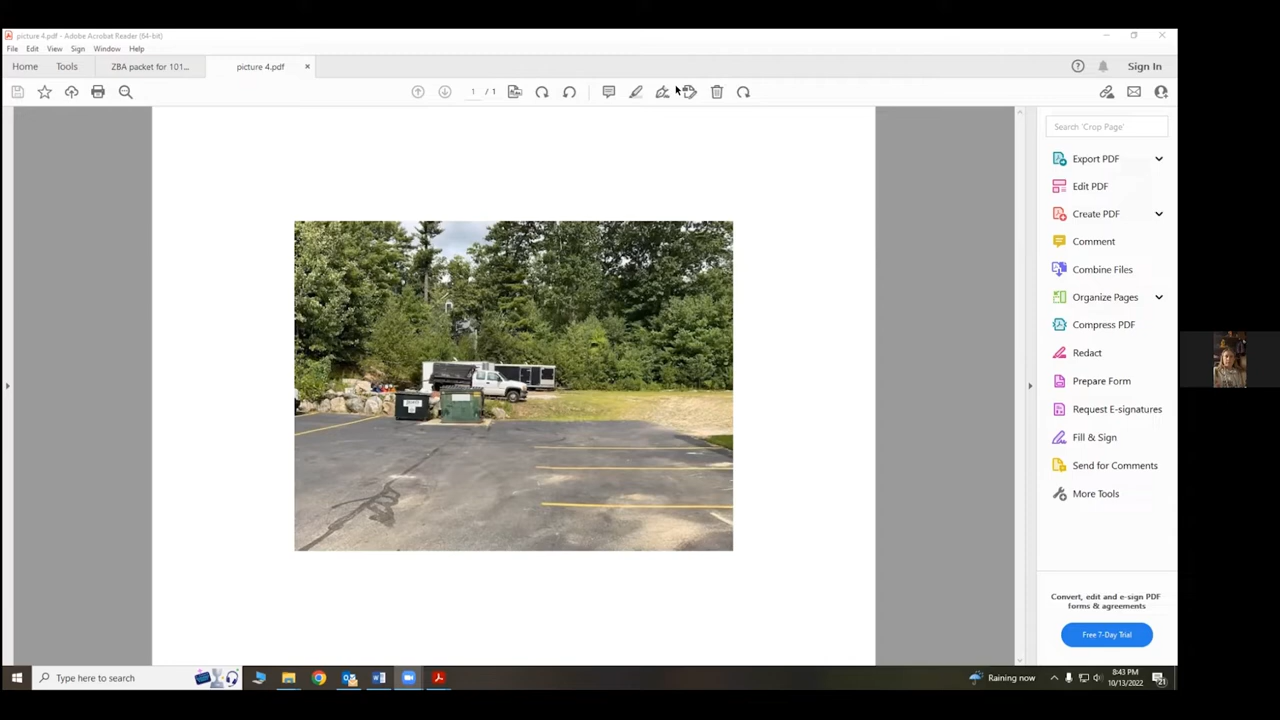 picture 4.pdf - Adobe Acrobat Reader (64-bit)
File Edit View Sign Window Help
Home Tools ZBA packet for 101... picture 4.pdf × Sign In
1 / 1
Search 'Crop Page'
Export PDF
Edit PDF
Create PDF
Comment
Combine Files
Organize Pages
Compress PDF
Redact
Prepare Form
Request E-signatures
Fill & Sign
Send for Comments
More Tools
Convert, edit and e-sign PDF
forms & agreements
Free 7-Day Trial
Type here to search
Raining now
8:43 PM
10/13/2022
21